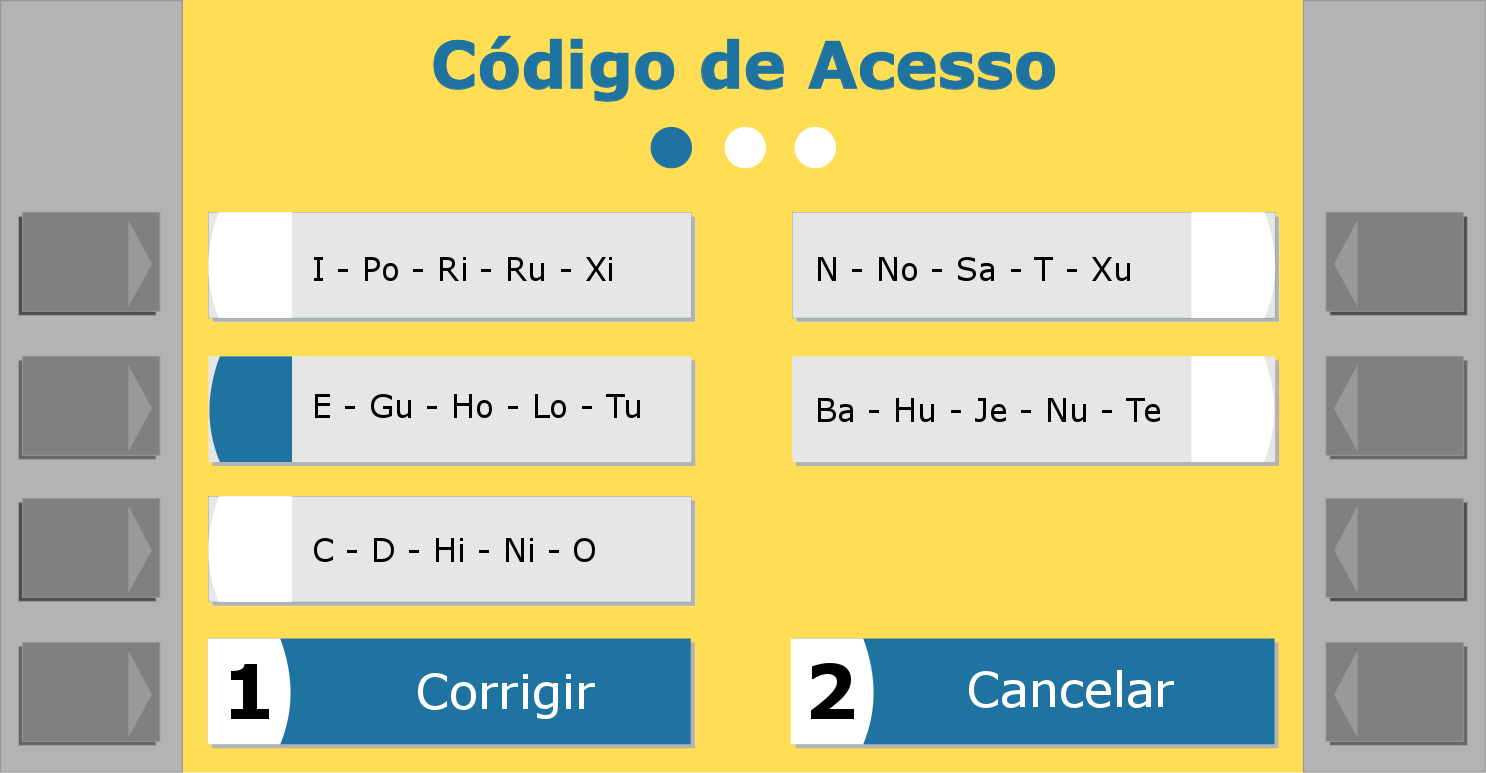 Código de Acesso
I - Po - Ri - Ru - Xi
N - No - Sa - T - Xu
E - Gu - Ho - Lo - Tu
Ba - Hu - Je - Nu - Te
C - D - Hi - Ni - O
1 Corrigir
2 Cancelar